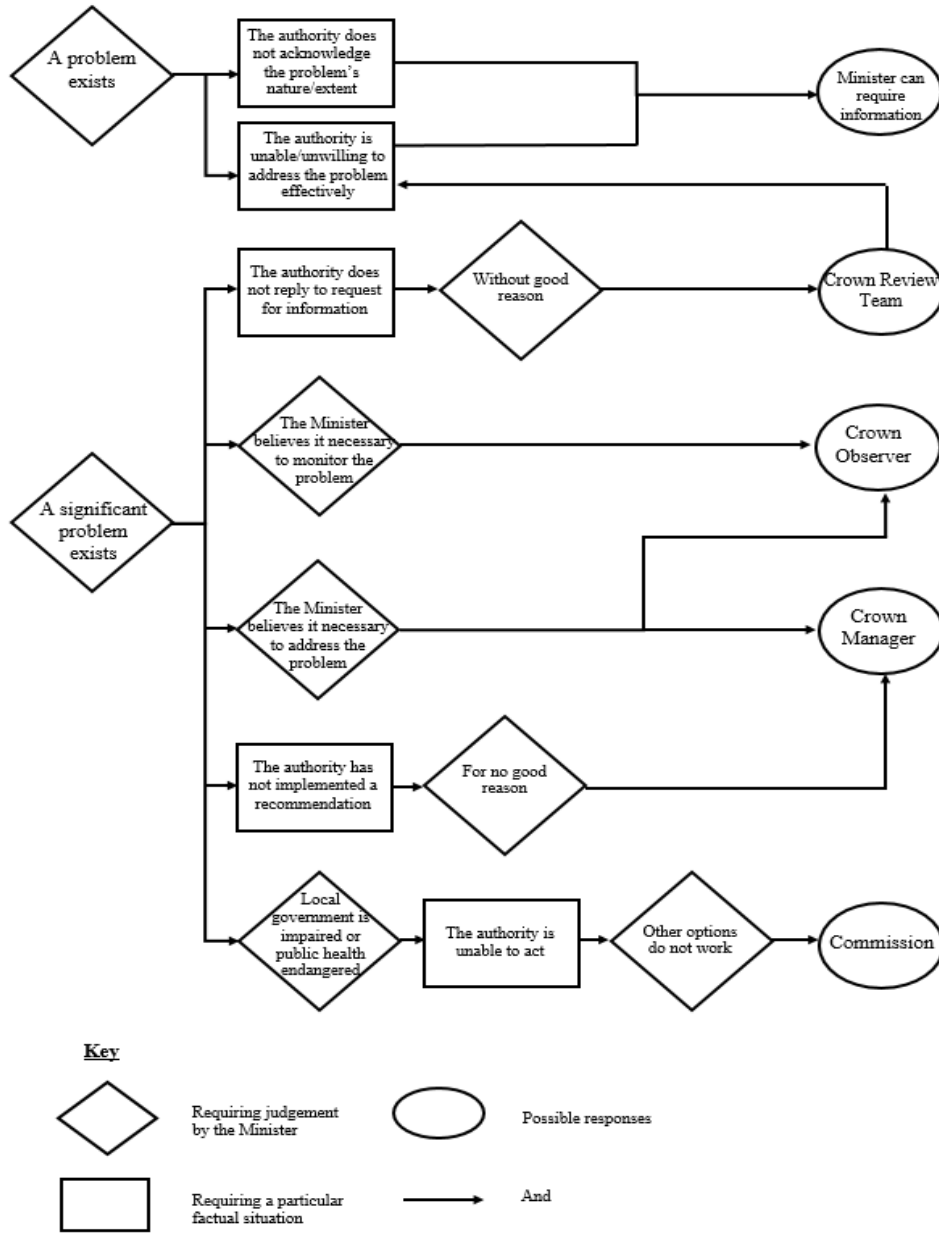 A problem
exists
The authority does
not acknowledge
the problem's
nature/extent
Minister can
require
information
The authority is
unable/unwilling to
address the problem
effectively
The authority does
not reply to request
for information
Without good
reason
Crown Review
Team
The Minister
believes it necessary
to monitor the
problem
Crown
Observer
A significant
problem
exists
The Minister
believes it necessary
to address the
problem
Crown
Manager
The authority has
not implemented a
recommendation
For no good
reason
Local
government is
impaired or
public health
endangered
The authority is
unable to act
Other options
do not work
Commission
Key
Requiring judgement
by the Minister
Possible responses
Requiring a particular
factual situation
And